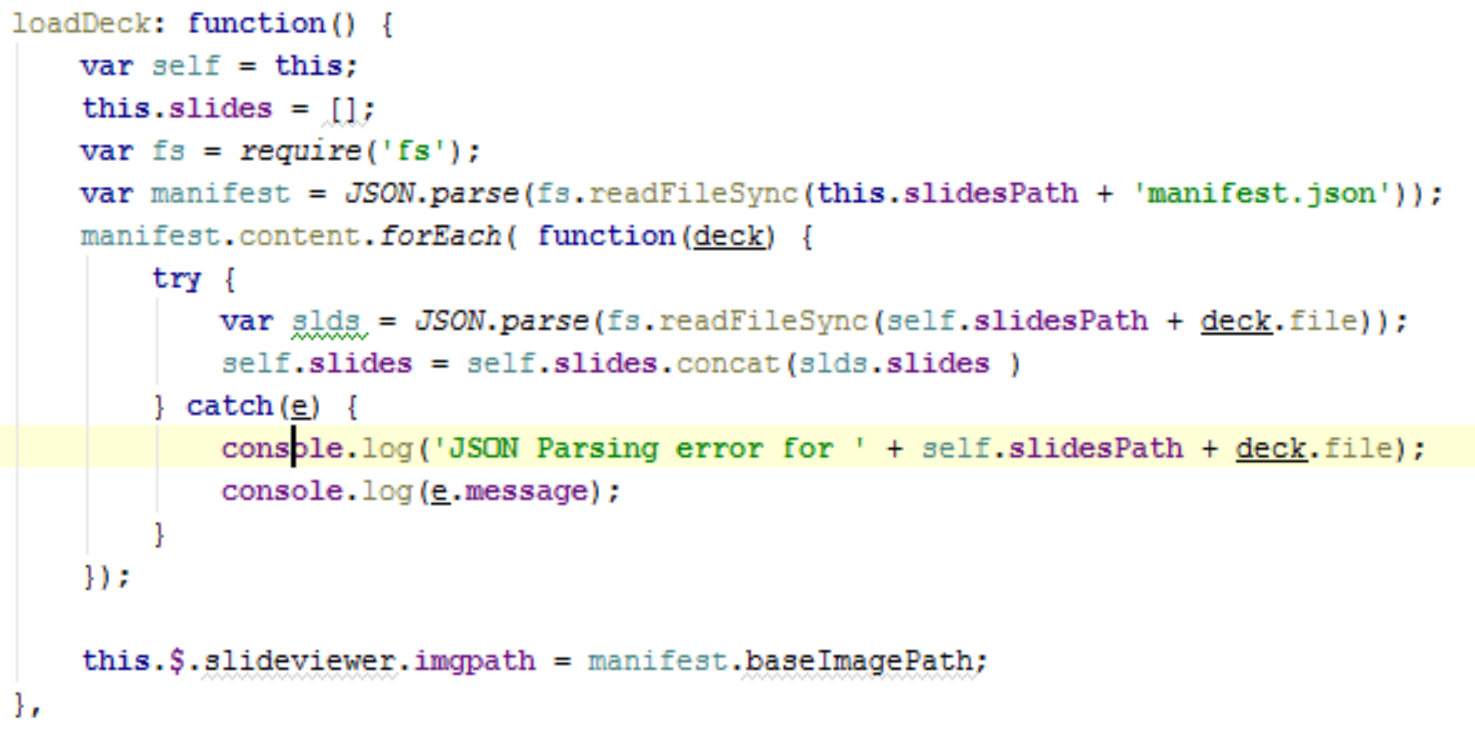 loadDeck: function() {
var self = this;
this.slides = [];
var fs = require('fs');
var manifest = JSON.parse(fs.readFileSync(this.slidesPath + 'manifest.json'));
manifest.content.forEach( function(deck) {
try {
var slds = JSON.parse(fs.readFileSync(self.slidesPath + deck.file));
self.slides = self.slides.concat(slds.slides )
} catch(e) {
console.log('JSON Parsing error for ' + self.slidesPath + deck.file);
console.log(e.message);
}
});
this.$.slideviewer.imgpath = manifest.baseImagePath;
},